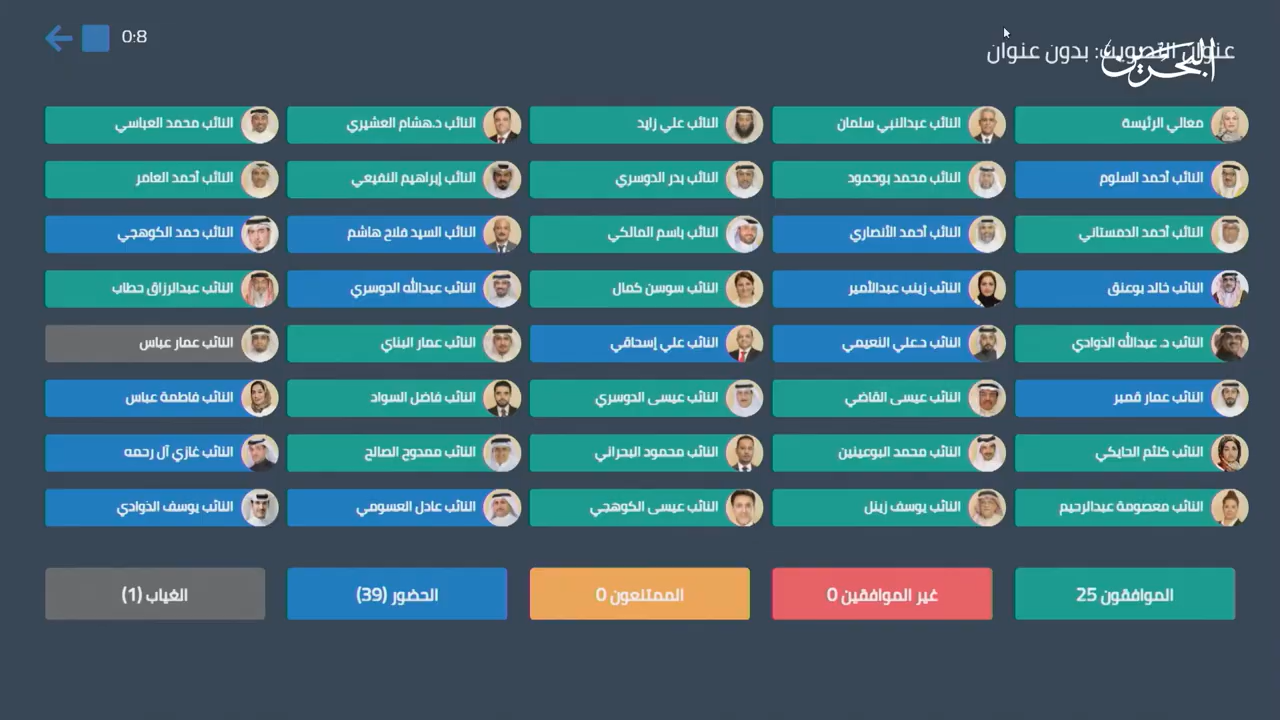 0:8
عنوان التصويت: بدون عنوان
البحرين
معالي الرئيسة
النائب عبدالنبي سلمان
النائب علي زايد
النائب د.هشام العشيري
النائب محمد العباسي
النائب أحمد السلوم
النائب محمد بوحمود
النائب بدر الدوسري
النائب إبراهيم النفيعي
النائب أحمد العامر
النائب أحمد الدمستاني
النائب أحمد الأنصاري
النائب باسم المالكي
النائب السيد فلاح هاشم
النائب حمد الكوهجي
النائب خالد بوعنق
النائب زينب عبدالأمير
النائب سوسن كمال
النائب عبدالله الدوسري
النائب عبدالرزاق حطاب
النائب د. عبدالله الذوادي
النائب د.علي النعيمي
النائب علي إسحاقي
النائب عمار البناي
النائب عمار عباس
النائب عمار قمبر
النائب عيسى القاضي
النائب عيسى الدوسري
النائب فاضل السواد
النائب فاطمة عباس
النائب كلثم الحايكي
النائب محمد البوعينين
النائب محمود البحراني
النائب ممدوح الصالح
النائب غازي آل رحمه
النائب معصومة عبدالرحيم
النائب يوسف زينل
النائب عيسى الكوهجي
النائب عادل العسومي
النائب يوسف الذوادي
الموافقون 25
غير الموافقين 0
الممتنعون 0
الحضور (39)
الغياب (1)